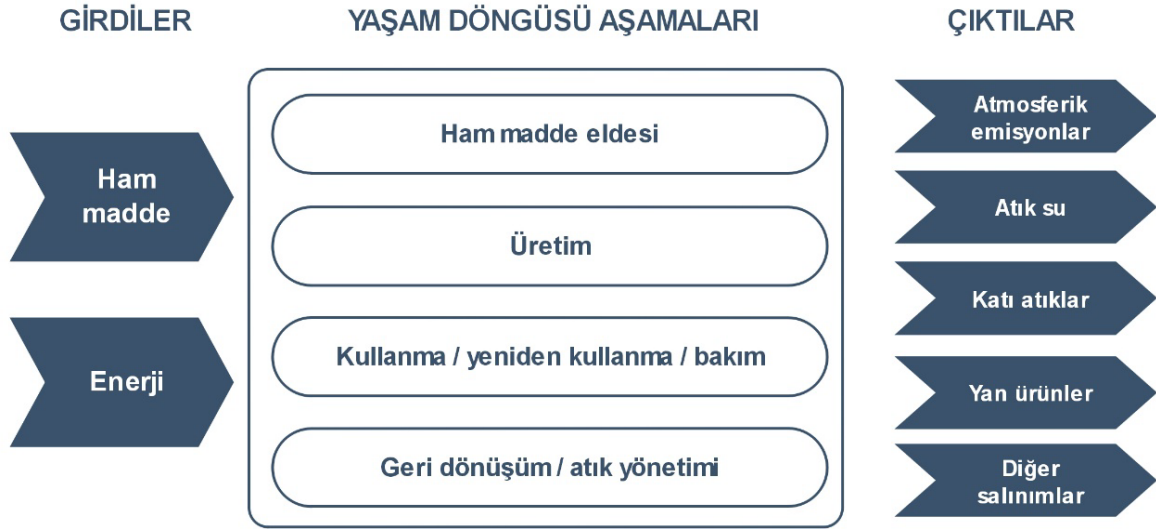 GİRDİLER
YAŞAM DÖNGÜSÜ AŞAMALARI
ÇIKTILAR
Ham
madde
Enerji
Ham madde eldesi
Üretim
Kullanma / yeniden kullanma / bakım
Geri dönüşüm / atık yönetimi
Atmosferik
emisyonlar
Atık su
Katı atıklar
Yan ürünler
Diğer
salınımlar